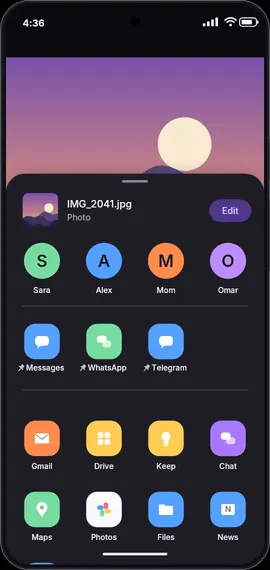 4:36
IMG_2041.jpg
Photo
Edit
S
A
M
O
Sara
Alex
Mom
Omar
Messages
WhatsApp
Telegram
Gmail
Drive
Keep
Chat
N
Maps
Photos
Files
News